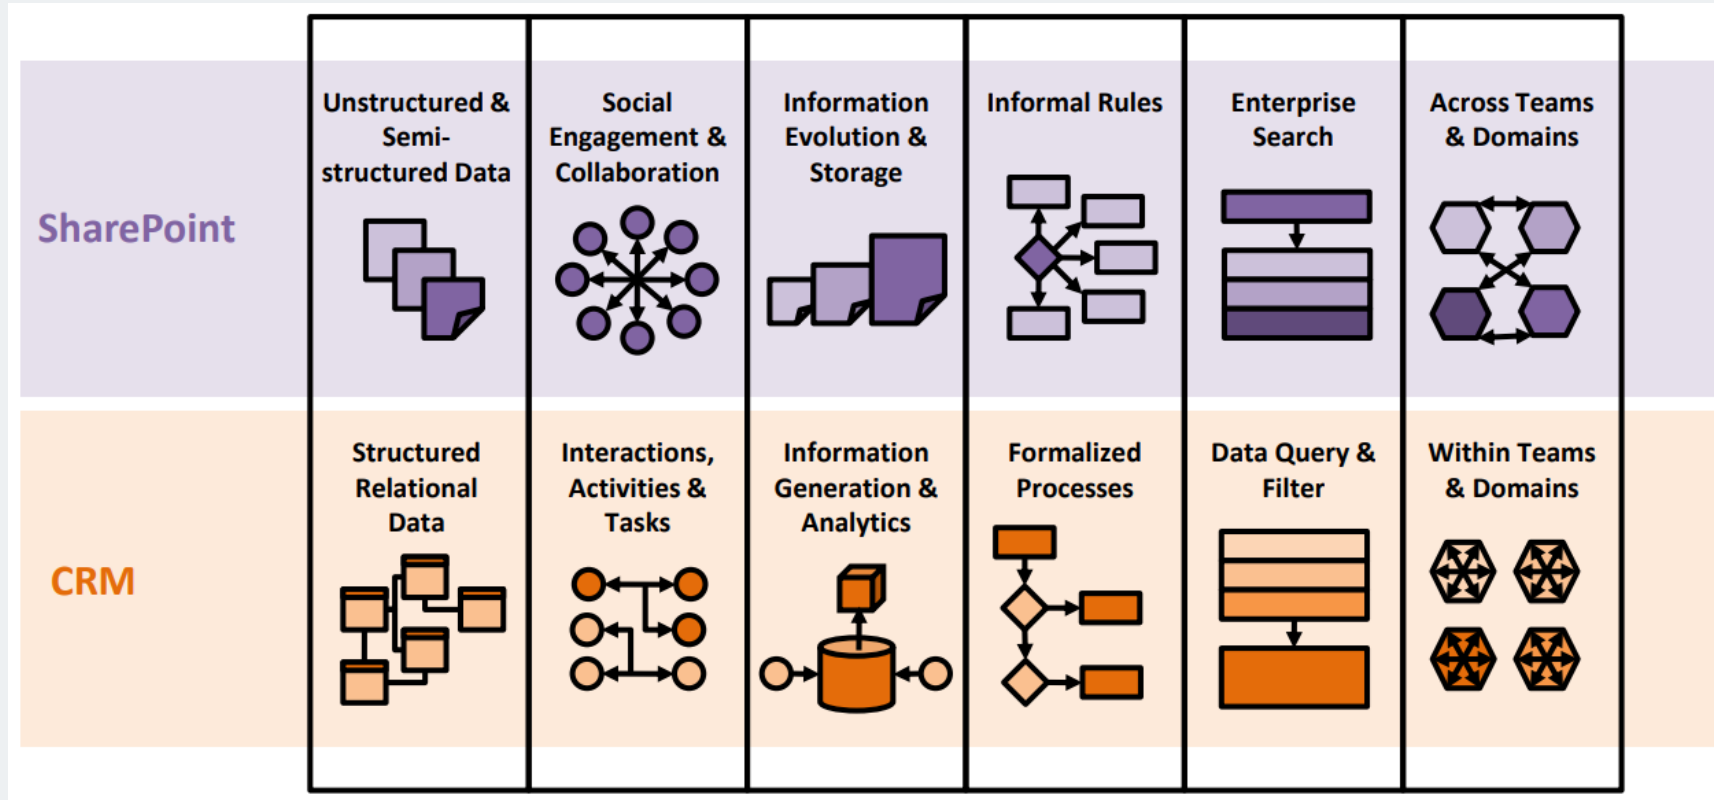 Unstructured &
Semi-
structured Data
Social
Engagement &
Collaboration
Information
Evolution &
Storage
Informal Rules
Enterprise
Search
Across Teams
& Domains
SharePoint
Structured
Relational
Data
Interactions,
Activities &
Tasks
Information
Generation &
Analytics
Formalized
Processes
Data Query &
Filter
Within Teams
& Domains
CRM